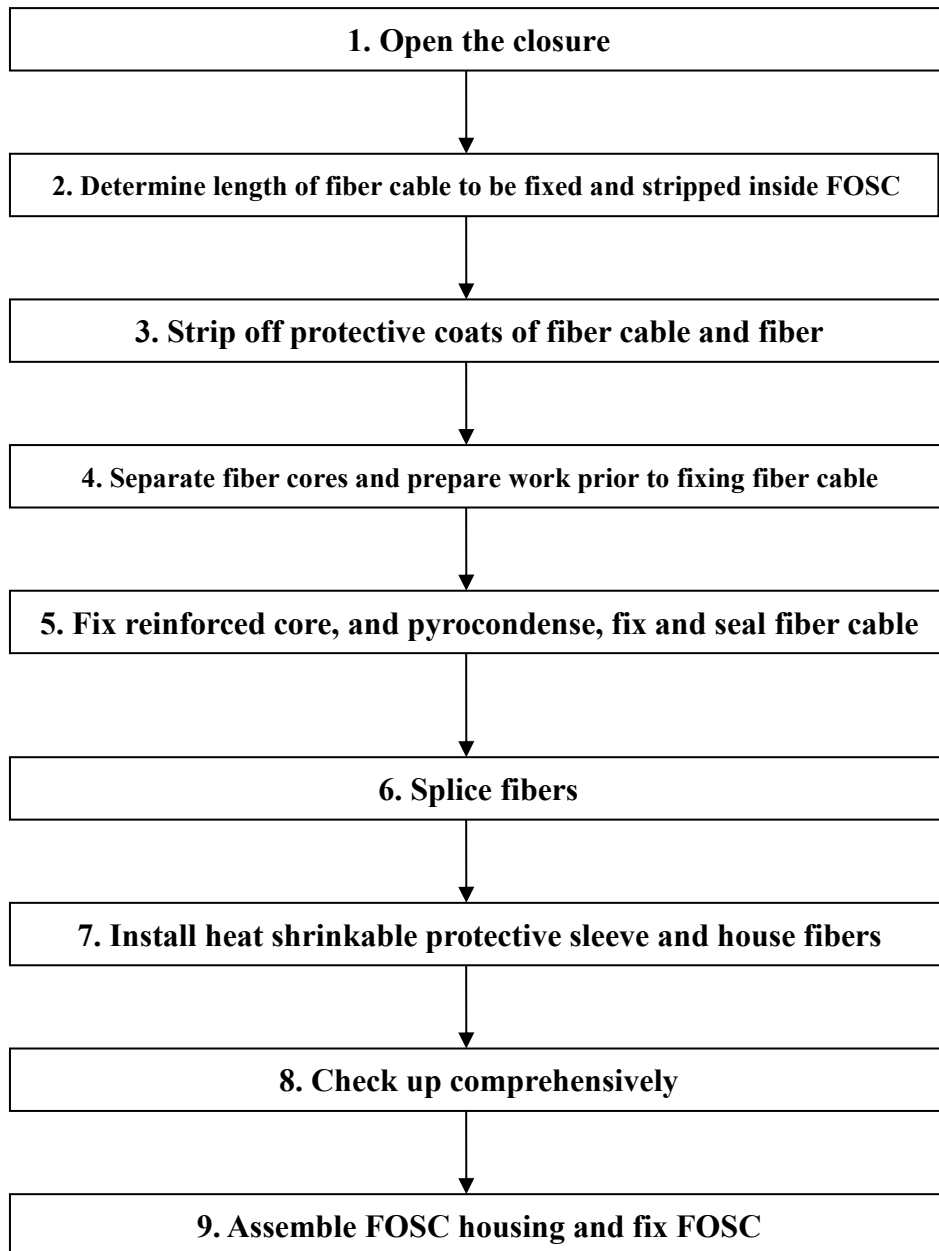 1. Open the closure
2. Determine length of fiber cable to be fixed and stripped inside FOSC
3. Strip off protective coats of fiber cable and fiber
4. Separate fiber cores and prepare work prior to fixing fiber cable
5. Fix reinforced core, and pyrocondense, fix and seal fiber cable
6. Splice fibers
7. Install heat shrinkable protective sleeve and house fibers
8. Check up comprehensively
9. Assemble FOSC housing and fix FOSC